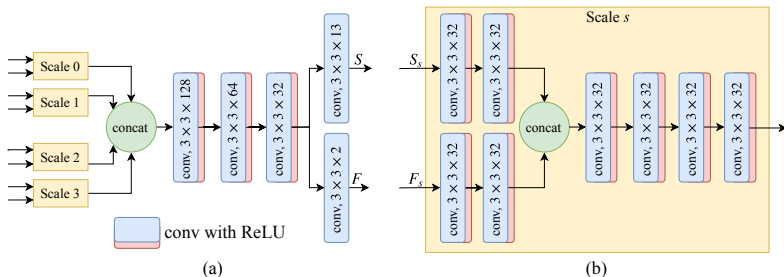 Scale 0
Scale 1
Scale 2
Scale 3
concat
conv, 3 × 3 × 128
conv, 3 × 3 × 64
conv, 3 × 3 × 32
conv, 3 × 3 × 13
S
conv, 3 × 3 × 2
F
conv with ReLU
(a)
Scale s
S_s
conv, 3 × 3 × 32
conv, 3 × 3 × 32
F_s
conv, 3 × 3 × 32
conv, 3 × 3 × 32
concat
conv, 3 × 3 × 32
conv, 3 × 3 × 32
conv, 3 × 3 × 32
conv, 3 × 3 × 32
(b)